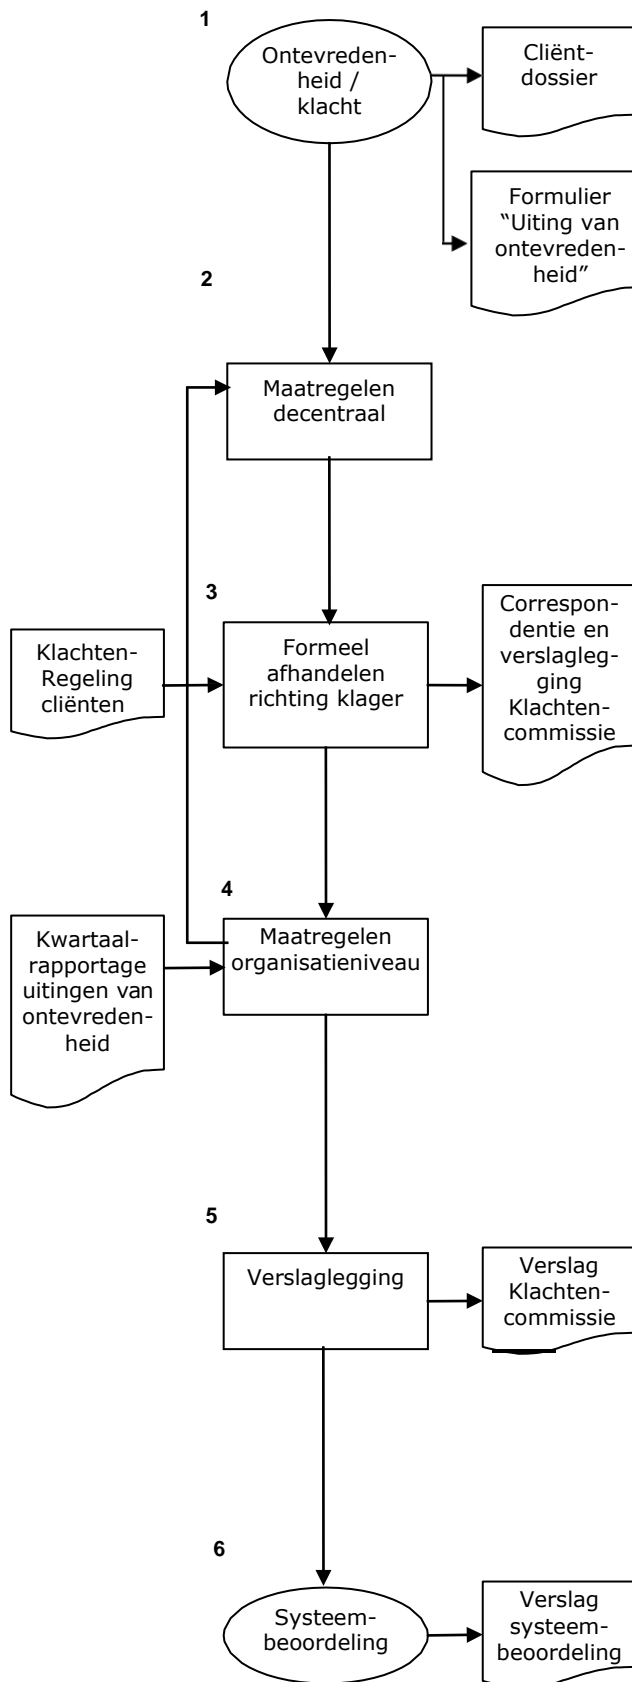 1
Ontevreden-
heid /
klacht
Cliënt-
dossier
Formulier
“Uiting van
ontevreden-
heid”
2
Maatregelen
decentraal
3
Klachten-
Regeling
cliënten
Formeel
afhandelen
richting klager
Correspon-
dentie en
verslagleg-
gging
Klachten-
commissie
4
Kwartaal-
rapportage
uitingen van
ontevreden-
heid
Maatregelen
organisatieniveau
5
Verslaglegging
Verslag
Klachten-
commissie
6
Systeem-
beoordeling
Verslag
systeem-
beoordeling